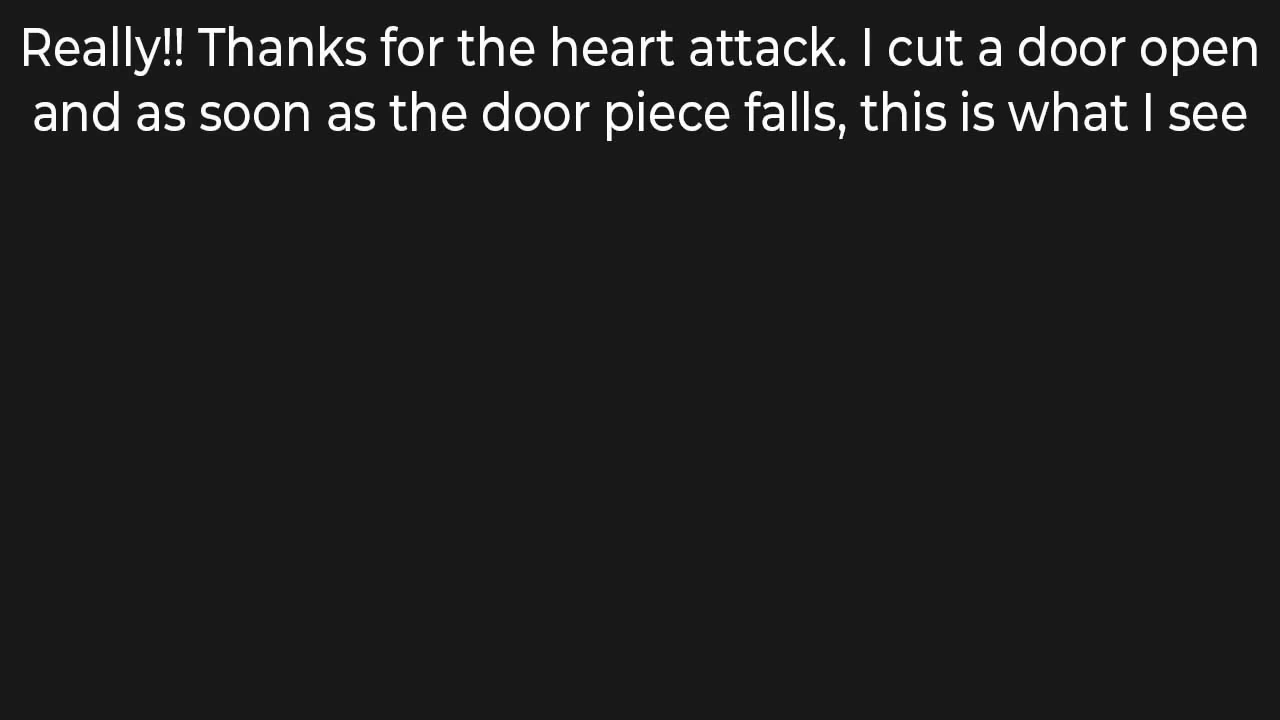 Really!! Thanks for the heart attack. I cut a door open
and as soon as the door piece falls, this is what I see